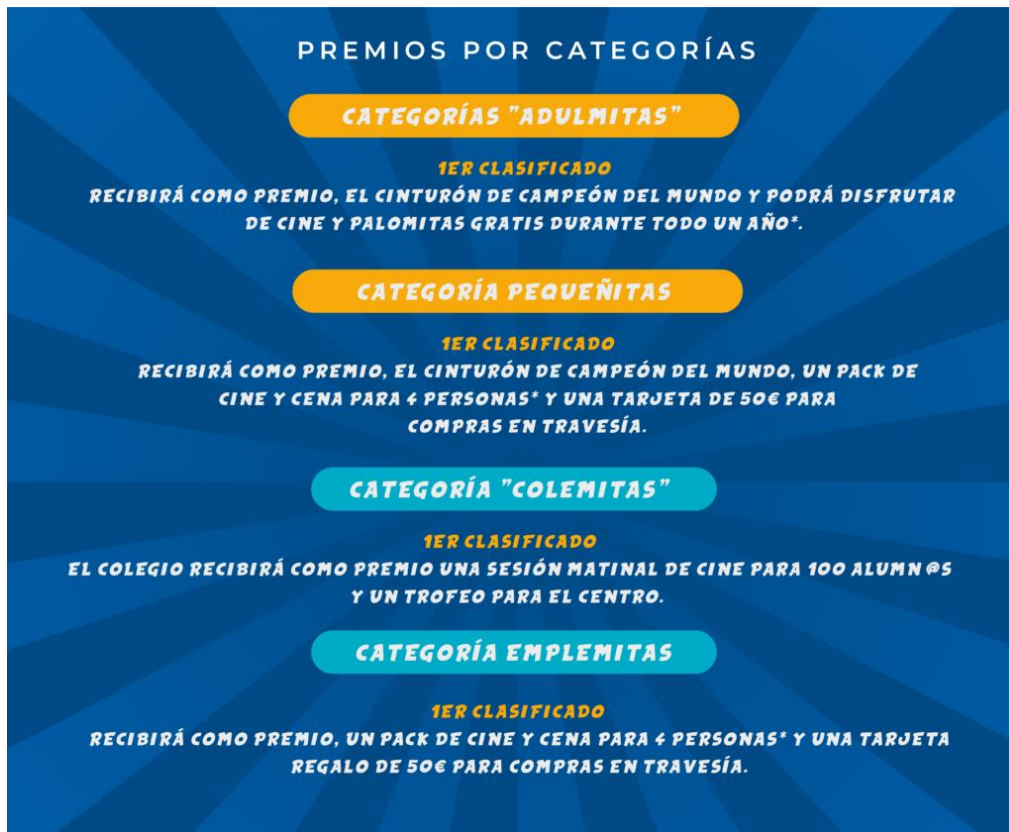 PREMIOS POR CATEGORÍAS
CATEGORÍAS "ADULMITAS"
1ER CLASIFICADO
RECIBIRÁ COMO PREMIO, EL CINTURÓN DE CAMPEÓN DEL MUNDO Y PODRÁ DISFRUTAR
DE CINE Y PALOMITAS GRATIS DURANTE TODO UN AÑO*.
CATEGORÍA PEQUEÑITAS
1ER CLASIFICADO
RECIBIRÁ COMO PREMIO, EL CINTURÓN DE CAMPEÓN DEL MUNDO, UN PACK DE
CINE Y CENA PARA 4 PERSONAS* Y UNA TARJETA DE 50€ PARA
COMPRAS EN TRAVESÍA.
CATEGORÍA "COLEMITAS"
1ER CLASIFICADO
EL COLEGIO RECIBIRÁ COMO PREMIO UNA SESIÓN MATINAL DE CINE PARA 100 ALUMN@S
Y UN TROFEO PARA EL CENTRO.
CATEGORÍA EMPLEMITAS
1ER CLASIFICADO
RECIBIRÁ COMO PREMIO, UN PACK DE CINE Y CENA PARA 4 PERSONAS* Y UNA TARJETA
REGALO DE 50€ PARA COMPRAS EN TRAVESÍA.